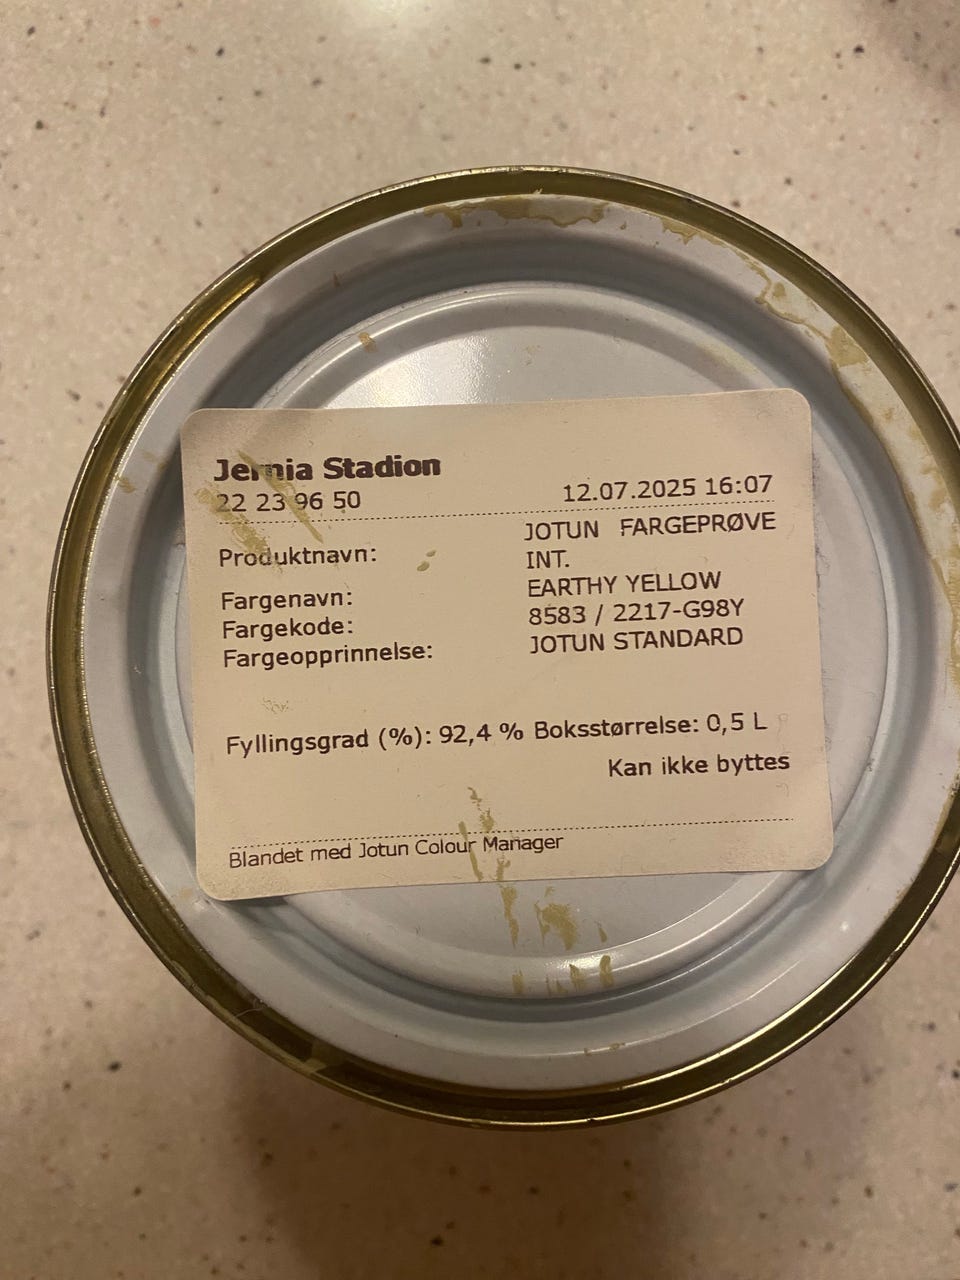 Jernia Stadion
22 23 96 50 12.07.2025 16:07
Produktnavn: JOTUN FARGEPRØVE
INT.
Fargenavn: EARTHY YELLOW
Fargekode: 8583 / 2217-G98Y
Fargeopprinnelse: JOTUN STANDARD
Fyllingsgrad (%): 92,4 % Boksstørrelse: 0,5 L
Kan ikke byttes
Blandet med Jotun Colour Manager